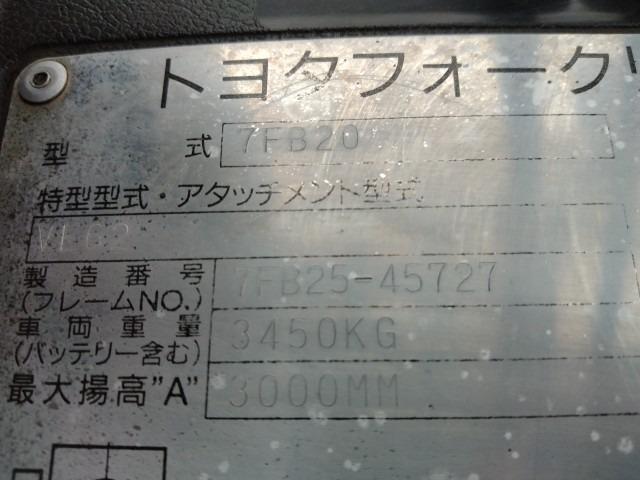 トヨタフォーク
型 式 7FB20
特型型式・アタッチメント型式
製造番号 7FB25-45727
(フレームNO.)
車両重量 3450KG
(バッテリー含む)
最大揚高"A" 3000MM